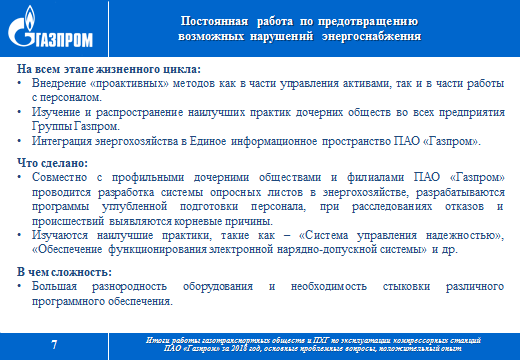 ГАЗПРОМ
Постоянная работа по предотвращению
возможных нарушений энергоснабжения
На всем этапе жизненного цикла:
• Внедрение «проактивных» методов как в части управления активами, так и в части работы
с персоналом.
• Изучение и распространение наилучших практик дочерних обществ во всех предприятия
Группы Газпром.
• Интеграция энергохозяйства в Единое информационное пространство ПАО «Газпром».
Что сделано:
• Совместно с профильными дочерними обществами и филиалами ПАО «Газпром»
проводится разработка системы опросных листов в энергохозяйстве, разрабатываются
программы углубленной подготовки персонала, при расследованиях отказов и
происшествий выявляются корневые причины.
• Изучаются наилучшие практики, такие как – «Система управления надежностью»,
«Обеспечение функционирования электронной нарядно-допускной системы» и др.
В чем сложность:
• Большая разнородность оборудования и необходимость стыковки различного
программного обеспечения.
7
Итоги работы газотранспортных обществ и ПХГ по эксплуатации компрессорных станций
ПАО «Газпром» за 2018 год, основные проблемные вопросы, положительный опыт